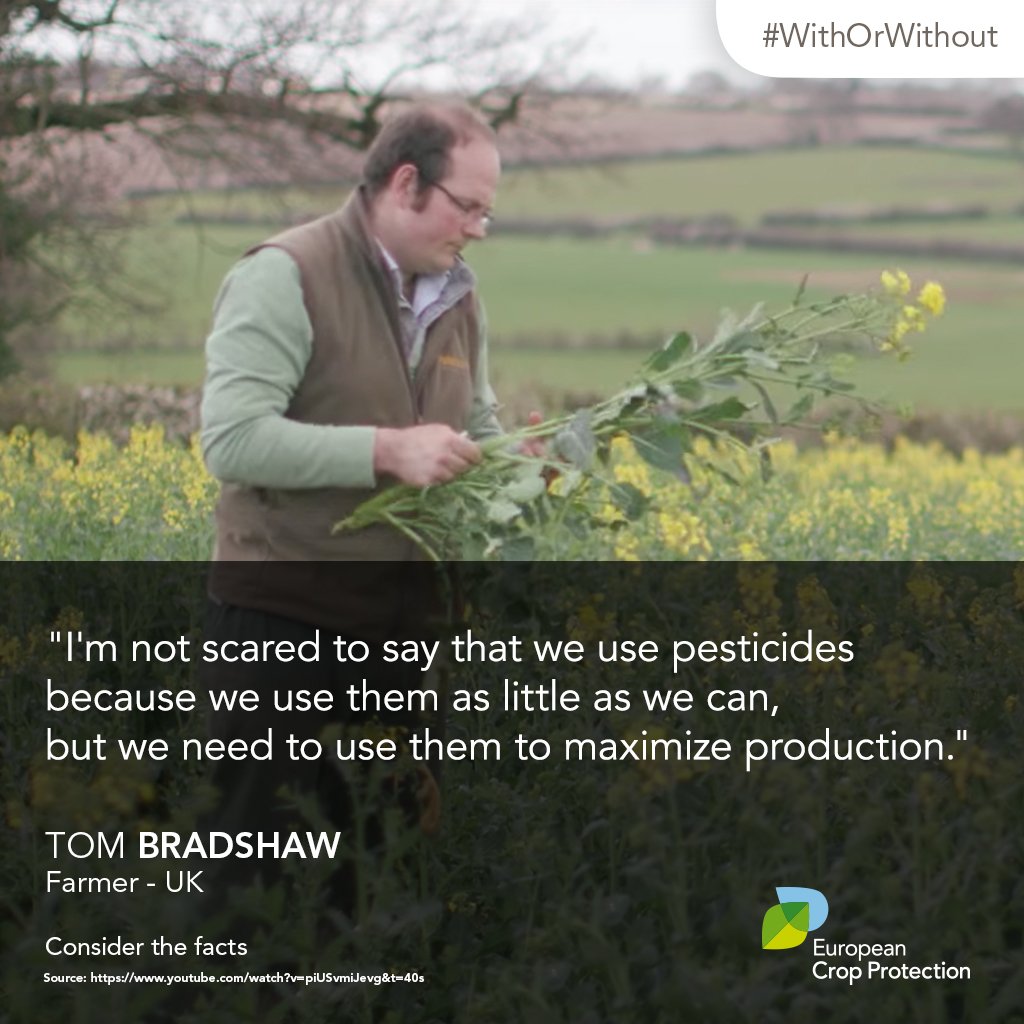 #WithOrWithout
"I'm not scared to say that we use pesticides
because we use them as little as we can,
but we need to use them to maximize production."
TOM BRADSHAW
Farmer - UK
Consider the facts
Source: https://www.youtube.com/watch?v=piUSvmiJevg&t=40s
European
Crop Protection